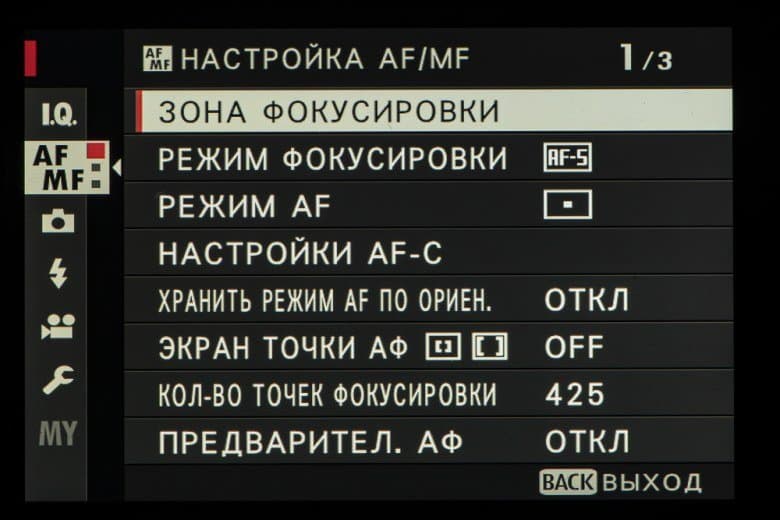 AF MF НАСТРОЙКА AF/MF 1/3
I.Q.
ЗОНА ФОКУСИРОВКИ
AF MF
РЕЖИМ ФОКУСИРОВКИ AF-S
РЕЖИМ AF
НАСТРОЙКИ AF-C
ХРАНИТЬ РЕЖИМ AF ПО ОРИЕН. ОТКЛ
ЭКРАН ТОЧКИ АФ OFF
КОЛ-ВО ТОЧЕК ФОКУСИРОВКИ 425
MY
ПРЕДВАРИТЕЛ. АФ ОТКЛ
BACK ВЫХОД